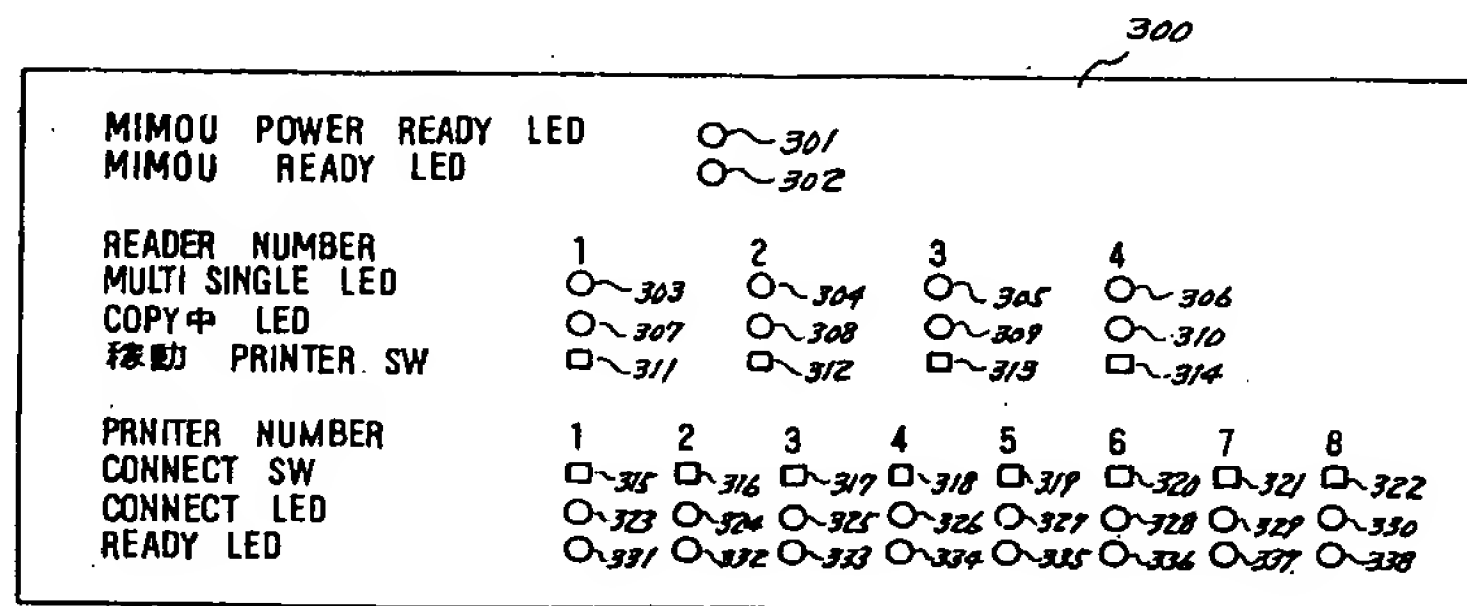 300
MIMOU POWER READY LED 301
MIMOU READY LED 302
READER NUMBER 1 2 3 4
MULTI SINGLE LED 303 304 305 306
COPY中 LED 307 308 309 310
移動 PRINTER SW 311 312 313 314
PRNITER NUMBER 1 2 3 4 5 6 7 8
CONNECT SW 315 316 317 318 319 320 321 322
CONNECT LED 323 324 325 326 327 328 329 330
READY LED 331 332 333 334 335 336 337 338